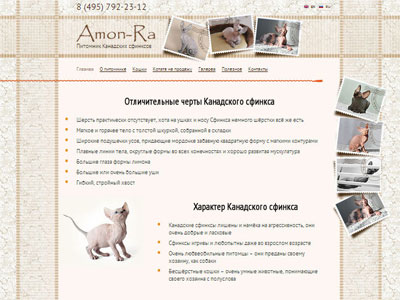 8 (495) 792-23-12
En Ru
Amon-Ra
Питомник Канадских сфинксов
Главная О питомнике Кошки Котята на продажу Галерея Полезное Контакты
Отличительные черты Канадского сфинкса
Шерсть практически отсутствует, хотя на ушках и носу Сфинкса немного шёрстки всё же есть
Мягкое и горячее тело с толстой шкуркой, собранной в складки
Широкие подушечки усов, придающие мордочке забавную квадратную форму с мягкими контурами
Плавные линии тела, округлые формы во всех конечностях и хорошо развитая мускулатура
Большие глаза формы лимона
Большие или очень большие уши
Гибкий, стройный хвост
Характер Канадского сфинкса
Канадские сфинксы лишены и намёка на агрессивность, они очень добрые и ласковые
Сфинксы игривы и любопытны даже во взрослом возрасте
Очень любвеобильные питомцы – они преданы своему хозяину, как собаки
Бесшёрстные кошки – очень умные животные, понимающие своего хозяина с полуслова